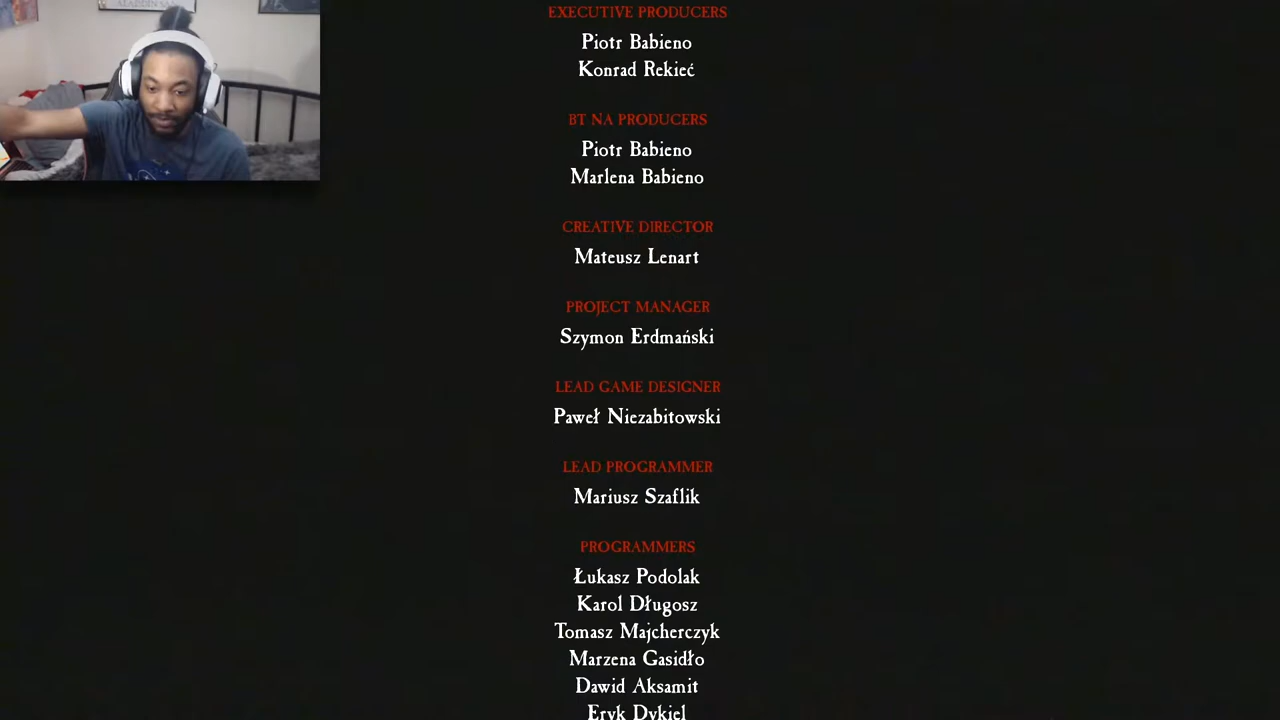 ALADDIN SANE
EXECUTIVE PRODUCERS
Piotr Babieno
Konrad Rekieć
BT NA PRODUCERS
Piotr Babieno
Marlena Babieno
CREATIVE DIRECTOR
Mateusz Lenart
PROJECT MANAGER
Szymon Erdmański
LEAD GAME DESIGNER
Paweł Niezabitowski
LEAD PROGRAMMER
Mariusz Szaflik
PROGRAMMERS
Łukasz Podolak
Karol Długosz
Tomasz Majcherczyk
Marzena Gasidło
Dawid Aksamit
Eryk Dykiel